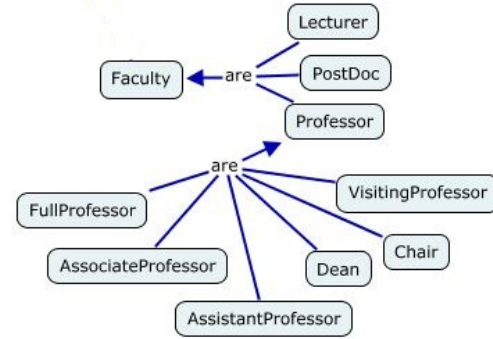 Lecturer
Faculty
are
PostDoc
Professor
are
VisitingProfessor
FullProfessor
Chair
AssociateProfessor
Dean
AssistantProfessor